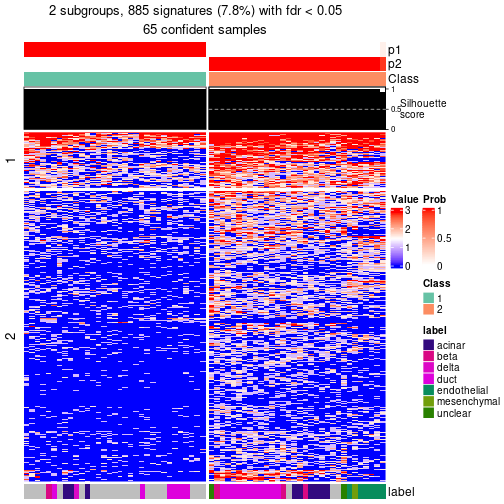 2 subgroups, 885 signatures (7.8%) with fdr < 0.05
65 confident samples
p1
p2
Class
1
0.5
0
Silhouette
score
1
2
Value
3
2
1
0
Prob
1
0.5
0
Class
1
2
label
acinar
beta
delta
duct
endothelial
mesenchymal
unclear
label